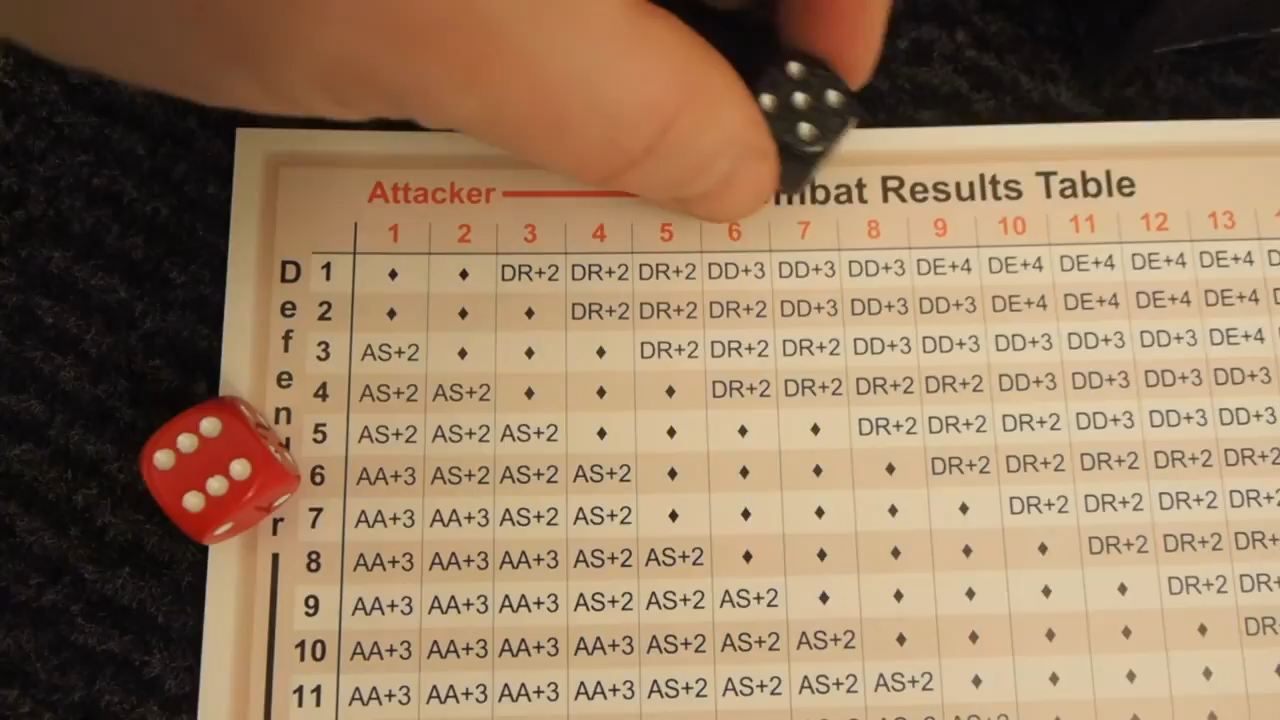 Attacker Results Table
1 2 3 4 5 6 7 8 9 10 11 12 13
Defender
1 ♦ ♦ DR+2 DR+2 DR+2 DD+3 DD+3 DD+3 DE+4 DE+4 DE+4 DE+4 DE+4
2 ♦ ♦ ♦ DR+2 DR+2 DR+2 DD+3 DD+3 DD+3 DE+4 DE+4 DE+4 DE+4
3 AS+2 ♦ ♦ ♦ DR+2 DR+2 DR+2 DD+3 DD+3 DD+3 DD+3 DD+3 DE+4
4 AS+2 AS+2 ♦ ♦ ♦ DR+2 DR+2 DR+2 DR+2 DD+3 DD+3 DD+3 DD+3
5 AS+2 AS+2 AS+2 ♦ ♦ ♦ ♦ DR+2 DR+2 DR+2 DD+3 DD+3 DD+3
6 AA+3 AS+2 AS+2 AS+2 ♦ ♦ ♦ ♦ DR+2 DR+2 DR+2 DR+2 DR+2
7 AA+3 AA+3 AS+2 AS+2 ♦ ♦ ♦ ♦ ♦ DR+2 DR+2 DR+2 DR+2
8 AA+3 AA+3 AA+3 AS+2 AS+2 ♦ ♦ ♦ ♦ ♦ DR+2 DR+2 DR+
9 AA+3 AA+3 AA+3 AS+2 AS+2 AS+2 ♦ ♦ ♦ ♦ ♦ DR+2 DR+
10 AA+3 AA+3 AA+3 AA+3 AS+2 AS+2 AS+2 ♦ ♦ ♦ ♦ ♦ DR
11 AA+3 AA+3 AA+3 AA+3 AS+2 AS+2 AS+2 AS+2 ♦ ♦ ♦ ♦